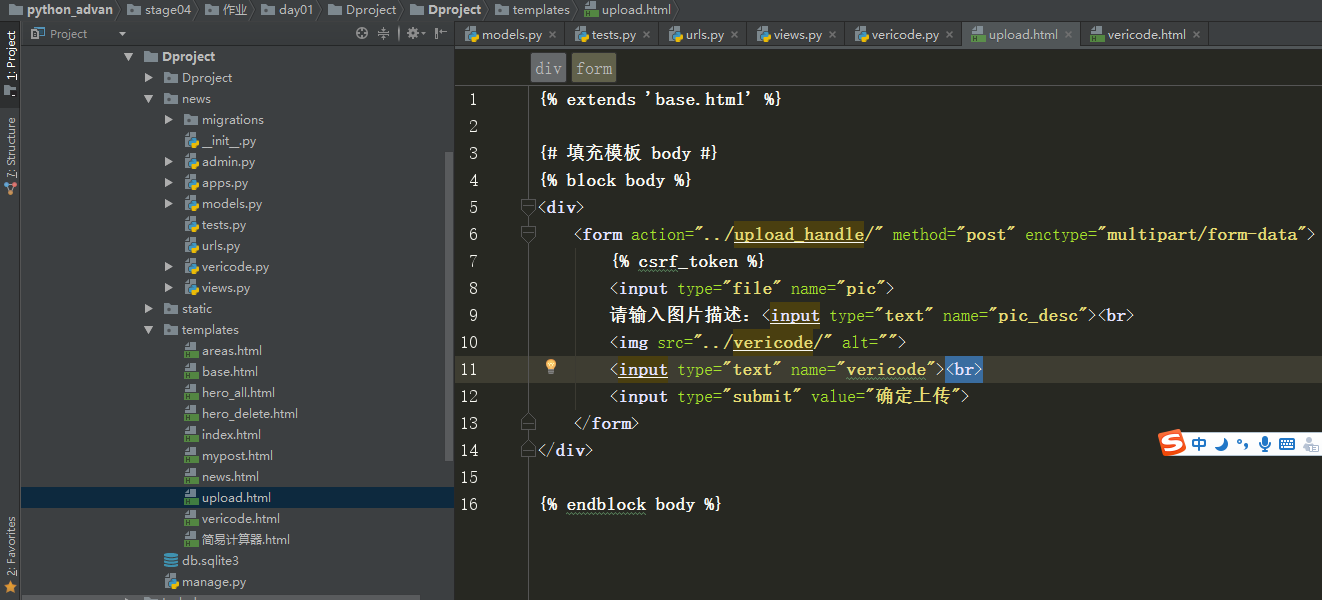 python_advan stage04 作业 day01 Dproject Dproject templates upload.html
Project
models.py tests.py urls.py views.py vericode.py upload.html vericode.html
1: Project
7: Structure
2: Favorites
Dproject
Dproject
news
migrations
__init__.py
admin.py
apps.py
models.py
tests.py
urls.py
vericode.py
views.py
static
templates
areas.html
base.html
hero_all.html
hero_delete.html
index.html
mypost.html
news.html
upload.html
vericode.html
简易计算器.html
db.sqlite3
manage.py
div form
1 {% extends 'base.html' %}
2
3 {# 填充模板 body #}
4 {% block body %}
5 <div>
6 <form action="../upload_handle/" method="post" enctype="multipart/form-data">
7 {% csrf_token %}
8 <input type="file" name="pic">
9 请输入图片描述：<input type="text" name="pic_desc"><br>
10 <img src="../vericode/" alt="">
11 <input type="text" name="vericode"><br>
12 <input type="submit" value="确定上传">
13 </form>
14 </div>
15
16 {% endblock body %}
S 中